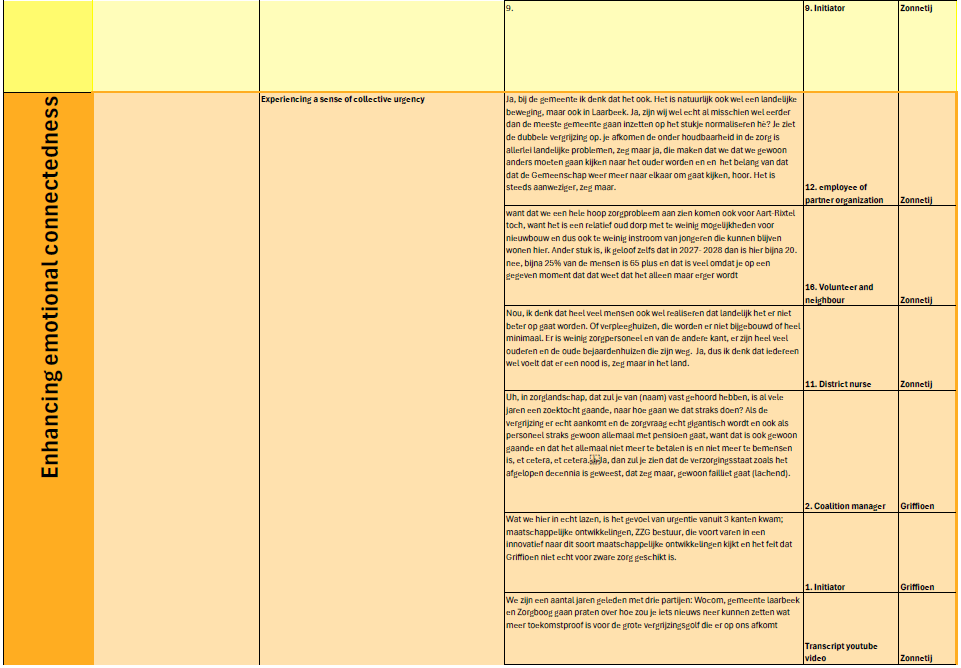 9.
9. Initiator
Zonnetij
Enhancing emotional connectedness
Experiencing a sense of collective urgency
Ja, bij de gemeente ik denk dat het ook. Het is natuurlijk ook wel een landelijke
beweging, maar ook in Laarbeek. Ja, zijn wij wel echt al misschien wel eerder
dan de meeste gemeente gaan inzetten op het stukje normaliseren hè? Je ziet
de dubbele vergrijzing op. je afkomen de onder houdbaarheid in de zorg is
allerlei landelijke problemen, zeg maar ja, die maken dat we dat we gewoon
anders moeten gaan kijken naar het ouder worden en en het belang van dat
dat de Gemeenschap weer meer naar elkaar om gaat kijken, hoor. Het is
steeds aanweziger, zeg maar.
12. employee of
partner organization
Zonnetij
want dat we een hele hoop zorgprobleem aan zien komen ook voor Aart-Rixtel
toch, want het is een relatief oud dorp met te weinig mogelijkheden voor
nieuwbouw en dus ook te weinig instroom van jongeren die kunnen blijven
wonen hier. Ander stuk is, ik geloof zelfs dat in 2027- 2028 dan is hier bijna 20.
nee, bijna 25% van de mensen is 65 plus en dat is veel omdat je op een
gegeven moment dat dat weet dat het alleen maar erger wordt
16. Volunteer and
neighbour
Zonnetij
Nou, ik denk dat heel veel mensen ook wel realiseren dat landelijk het er niet
beter op gaat worden. Of verpleeghuizen, die worden er niet bijgebouwd of heel
minimaal. Er is weinig zorgpersoneel en van de andere kant, er zijn heel veel
ouderen en de oude bejaardenhuizen die zijn weg. Ja, dus ik denk dat iedereen
wel voelt dat er een nood is, zeg maar in het land.
11. District nurse
Zonnetij
Uh, in zorglandschap, dat zul je van (naam) vast gehoord hebben, is al vele
jaren een zoektocht gaande, naar hoe gaan we dat straks doen? Als de
vergrijzing er echt aankomt en de zorgvraag echt gigantisch wordt en ook als
personeel straks gewoon allemaal met pensioen gaat, want dat is ook gewoon
gaande en dat het allemaal niet meer te betalen is en niet meer te bemensen
is, et cetera, et cetera. Ja, dan zul je zien dat de verzorgingsstaat zoals het
afgelopen decennia is geweest, dat zeg maar, gewoon failliet gaat (lachend).
2. Coalition manager
Griffioen
Wat we hier in echt lazen, is het gevoel van urgentie vanuit 3 kanten kwam;
maatschappelijke ontwikkelingen, ZZG bestuur, die voort varen in een
innovatief naar dit soort maatschappelijke ontwikkelingen kijkt en het feit dat
Griffioen niet echt voor zware zorg geschikt is.
1. Initiator
Griffioen
We zijn een aantal jaren geleden met drie partijen: Wocom, gemeente laarbeek
en Zorgboog gaan praten over hoe zou je iets nieuws neer kunnen zetten wat
meer toekomstproof is voor de grote vergrijzingsgolf die er op ons afkomt
Transcript youtube
video
Zonnetij